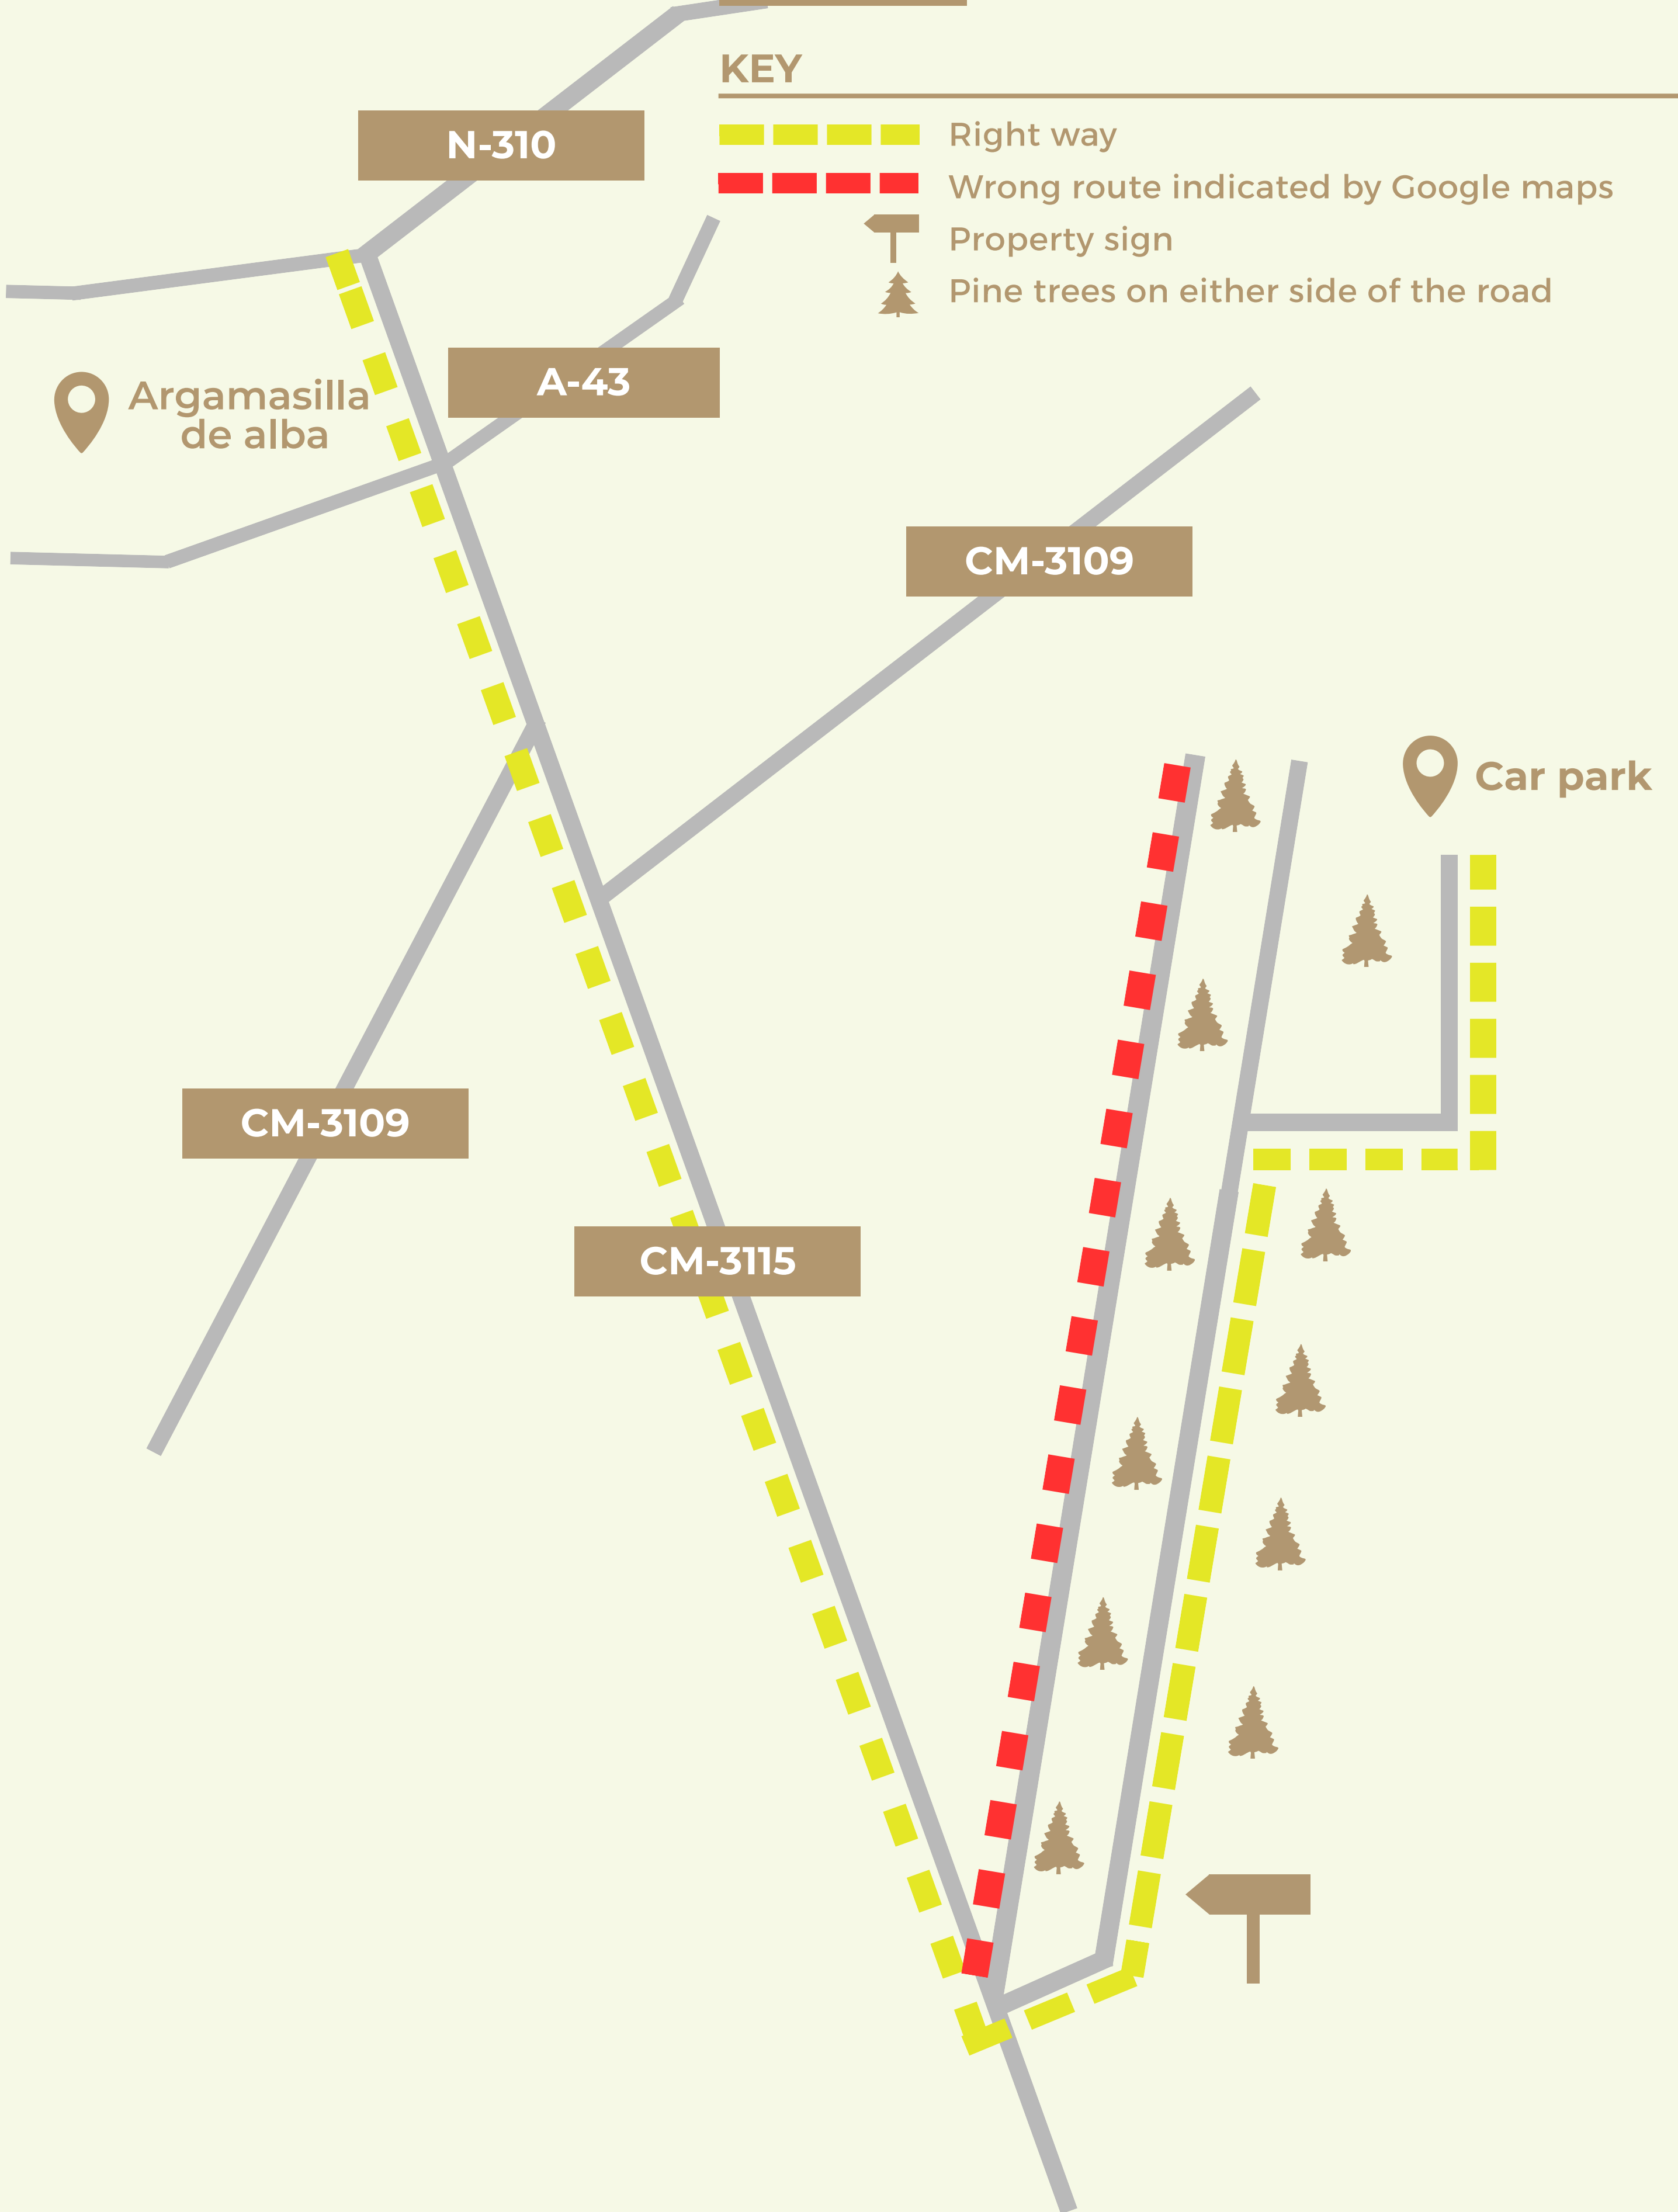 KEY
Right way
Wrong route indicated by Google maps
Property sign
Pine trees on either side of the road
N-310
A-43
Argamasilla
de alba
CM-3109
Car park
CM-3109
CM-3115